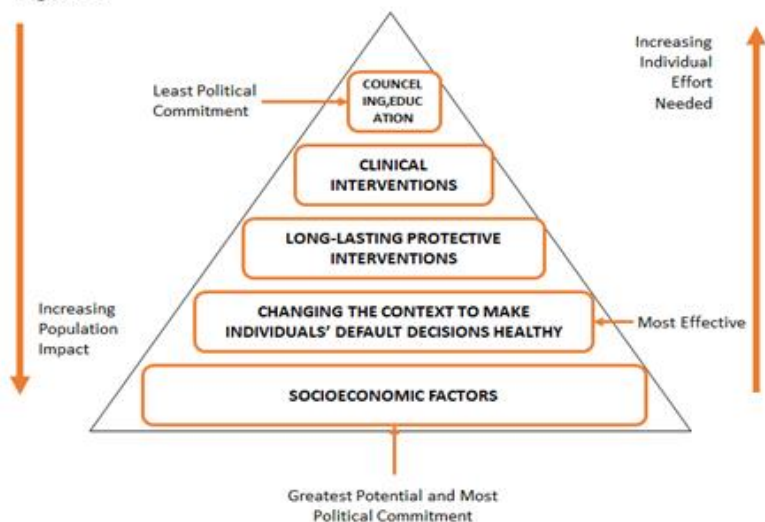 Increasing
Individual
Effort
Needed
Least Political
Commitment
COUNCEL
ING,EDUC
ATION
CLINICAL
INTERVENTIONS
LONG-LASTING PROTECTIVE
INTERVENTIONS
Increasing
Population
Impact
CHANGING THE CONTEXT TO MAKE
INDIVIDUALS' DEFAULT DECISIONS HEALTHY
Most Effective
SOCIOECONOMIC FACTORS
Greatest Potential and Most
Political Commitment